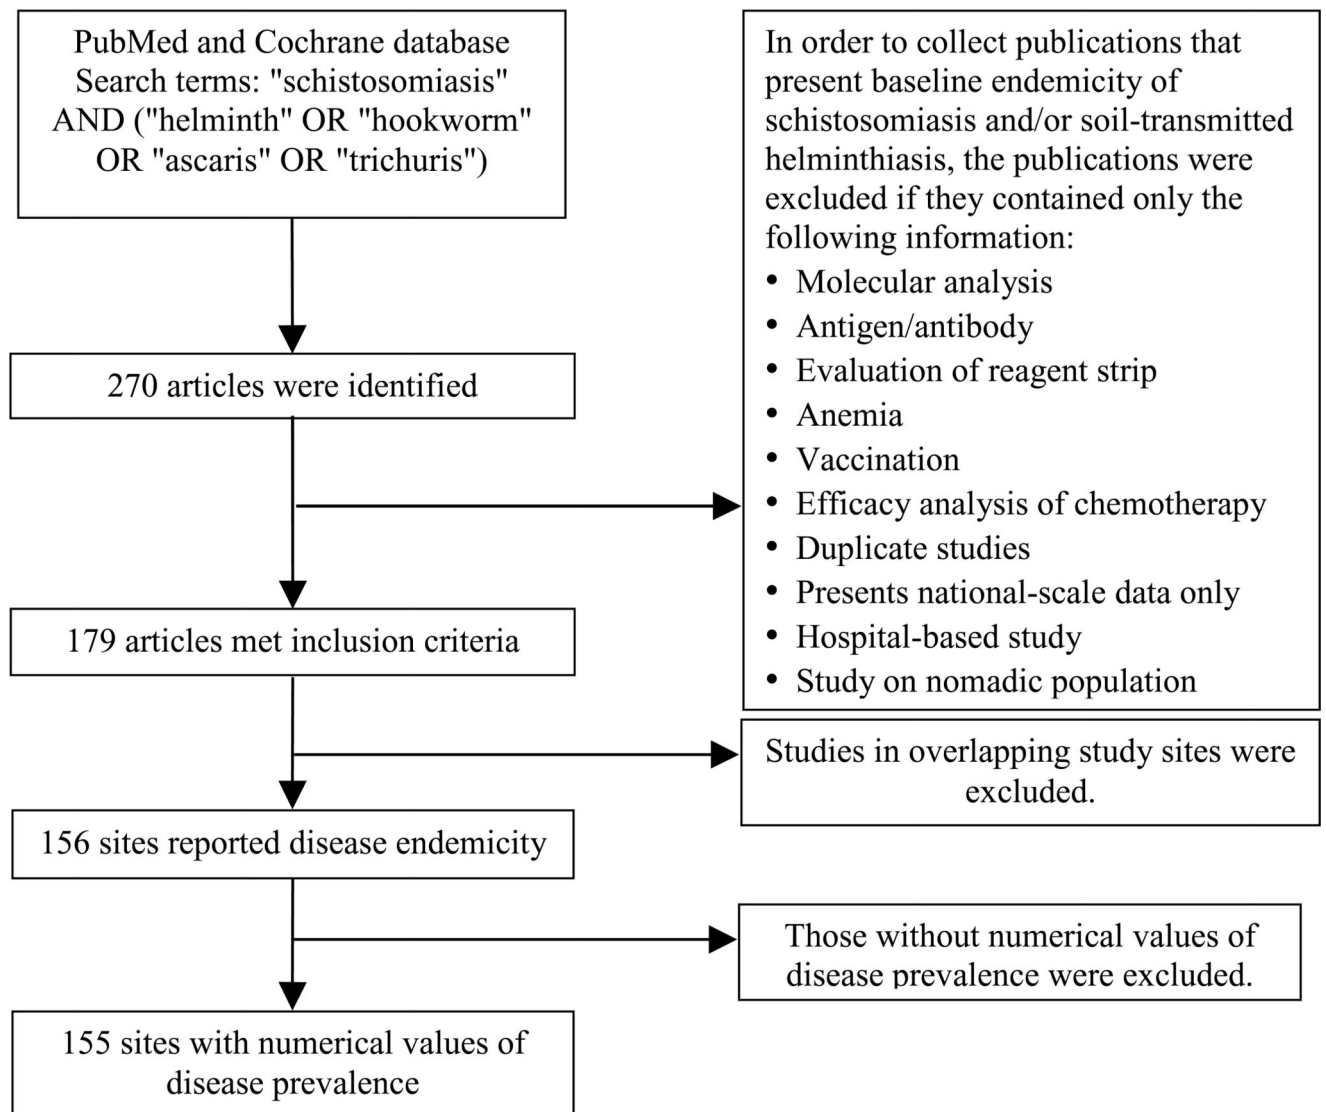 PubMed and Cochrane database
Search terms: "schistosomiasis"
AND ("helminth" OR "hookworm"
OR "ascaris" OR "trichuris")
270 articles were identified
In order to collect publications that
present baseline endemicity of
schistosomiasis and/or soil-transmitted
helminthiasis, the publications were
excluded if they contained only the
following information:
• Molecular analysis
• Antigen/antibody
• Evaluation of reagent strip
• Anemia
• Vaccination
• Efficacy analysis of chemotherapy
• Duplicate studies
• Presents national-scale data only
• Hospital-based study
• Study on nomadic population
179 articles met inclusion criteria
Studies in overlapping study sites were
excluded.
156 sites reported disease endemicity
Those without numerical values of
disease prevalence were excluded.
155 sites with numerical values of
disease prevalence